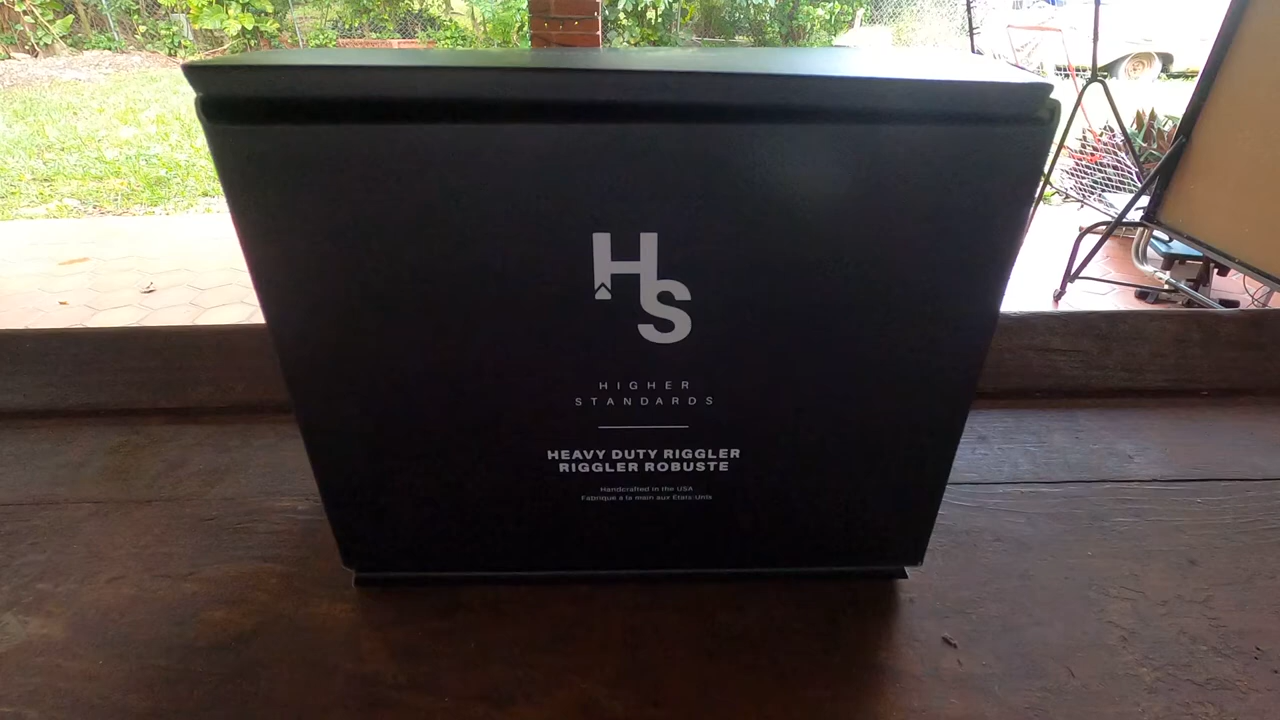 HS
HIGHER
STANDARDS
HEAVY DUTY RIGGLER
RIGGLER ROBUSTE
Handcrafted in the USA
Fabriqué à la main aux États-Unis